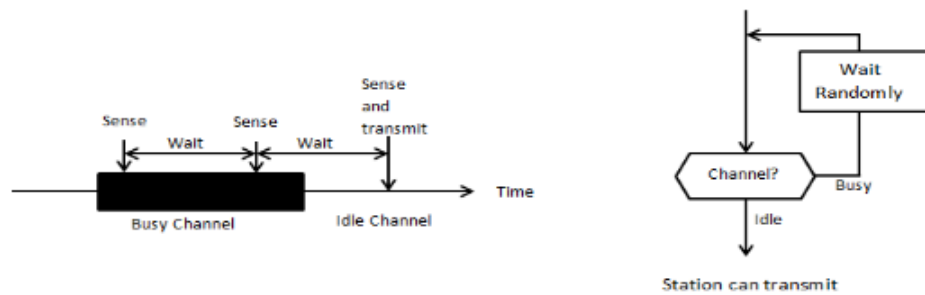 Sense
and
transmit
Sense
Sense
Wait
Wait
Time
Busy Channel
Idle Channel
Wait
Randomly
Channel?
Busy
Idle
Station can transmit